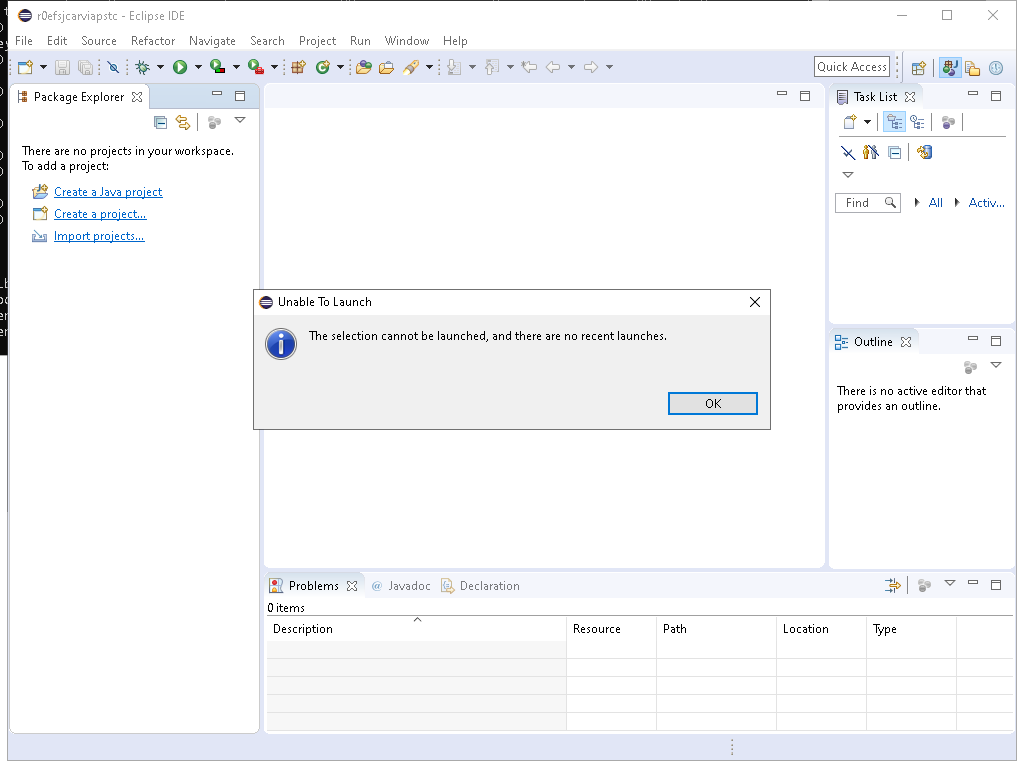 r0efsjcarviapstc - Eclipse IDE
File Edit Source Refactor Navigate Search Project Run Window Help
Quick Access
Package Explorer
There are no projects in your workspace.
To add a project:
Create a Java project
Create a project...
Import projects...
Task List
Find All Activ...
Unable To Launch
The selection cannot be launched, and there are no recent launches.
OK
Outline
There is no active editor that
provides an outline.
Problems @ Javadoc Declaration
0 items
Description Resource Path Location Type